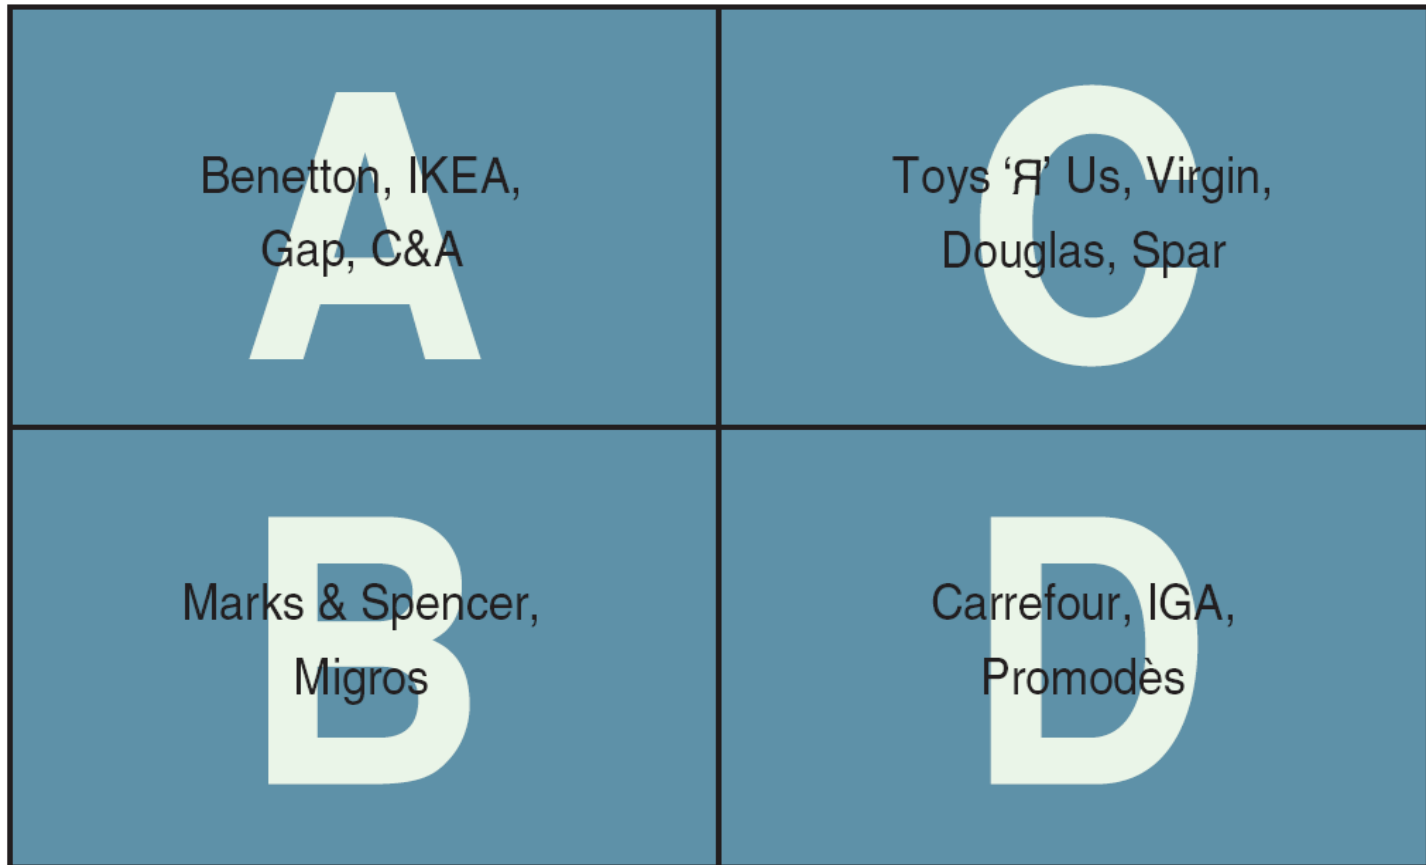 A
Benetton, IKEA,
Gap, C&A
C
Toys ‘Я’ Us, Virgin,
Douglas, Spar
B
Marks & Spencer,
Migros
D
Carrefour, IGA,
Promodès